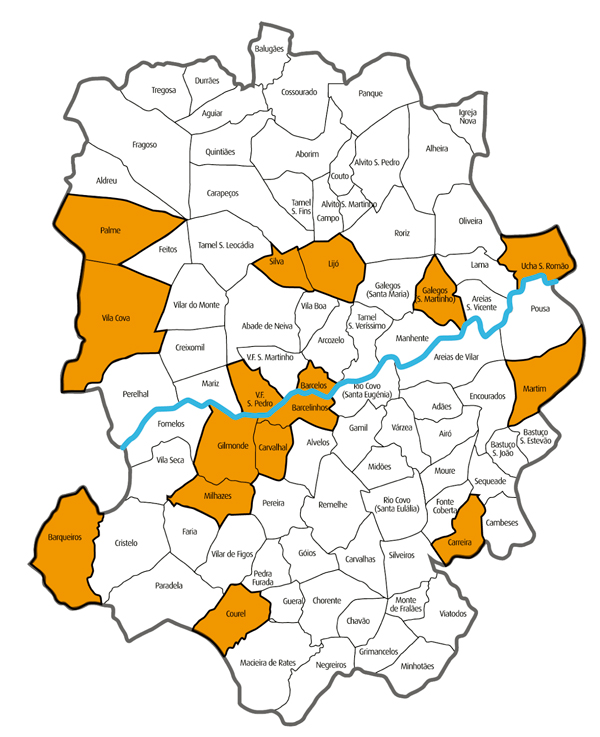 Balugães
Durrães
Tregosa
Cossourado
Panque
Aguiar
Igreja
Nova
Fragoso
Quintiães
Aborim
Alheira
Alvito S. Pedro
Couto
Aldreu
Carapeços
Tamel
S. Fins
Alvito S. Martinho
Campo
Oliveira
Palme
Roriz
Feitos
Tamel S. Leocádia
Silva
Lijó
Lama
Ucha S. Romão
Galegos
(Santa Maria)
Galegos
S. Martinho)
Areias
S. Vicente
Vila Cova
Vilar do Monte
Vila Boa
Pousa
Abade de Neiva
Tamel
S. Veríssimo
Arcozelo
Manhente
Creixomil
V.F. S. Martinho
Areias de Vilar
Mariz
Barcelos
Rio Covo
(Santa Eugénia)
Martim
Perelhal
V.F.
S. Pedro
Barcelinhos
Adães
Encourados
Fornelos
Gamil
Várzea
Airó
Bastuço
S. Estevão
Gilmonde
Carvalhal
Alvelos
Bastuço
S. João
Vila Seca
Midões
Moure
Sequeade
Milhazes
Pereira
Remelhe
Rio Covo
(Santa Eulália)
Fonte
Coberta
Cambeses
Barqueiros
Cristelo
Faria
Carreira
Vilar de Figos
Góios
Carvalhas
Silveiros
Pedra
Furada
Paradela
Courel
Gueral
Chorente
Monte
de Fralães
Viatodos
Chavão
Grimancelos
Macieira de Rates
Negreiros
Minhotães